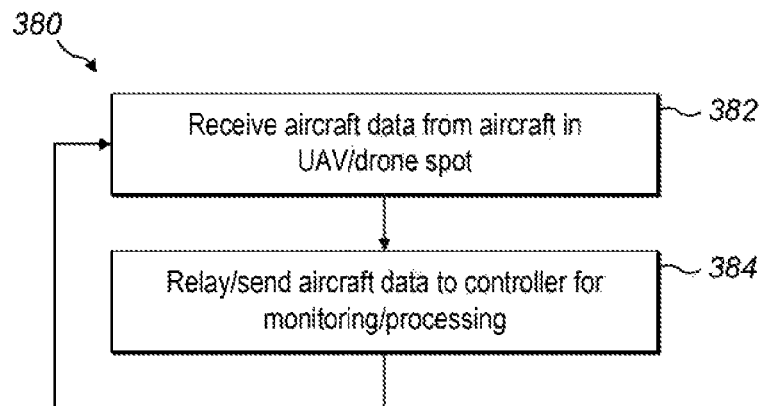 380
Receive aircraft data from aircraft in
UAV/drone spot
382
Relay/send aircraft data to controller for
monitoring/processing
384